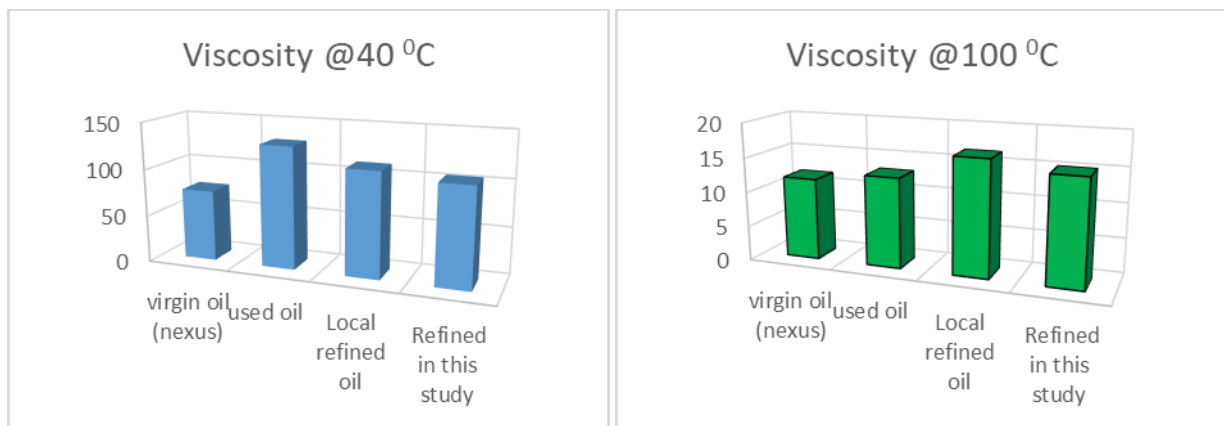 Viscosity @40 ⁰C
150
100
50
0
virgin oil
(nexus)
used oil
Local
refined
oil
Refined
in this
study
Viscosity @100 ⁰C
20
15
10
5
0
virgin oil
(nexus)
used oil
Local
refined
oil
Refined
in this
study